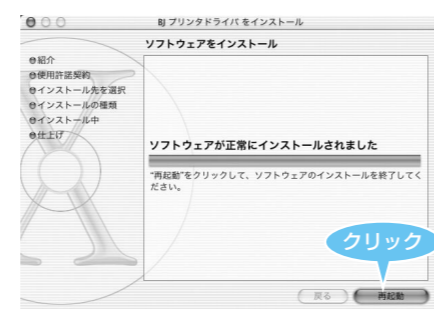 BJ プリンタドライバ をインストール
ソフトウェアをインストール
紹介
使用許諾契約
インストール先を選択
インストールの種類
インストール中
仕上げ
ソフトウェアが正常にインストールされました
“再起動”をクリックして、ソフトウェアのインストールを終了してく
ださい。
クリック
戻る
再起動